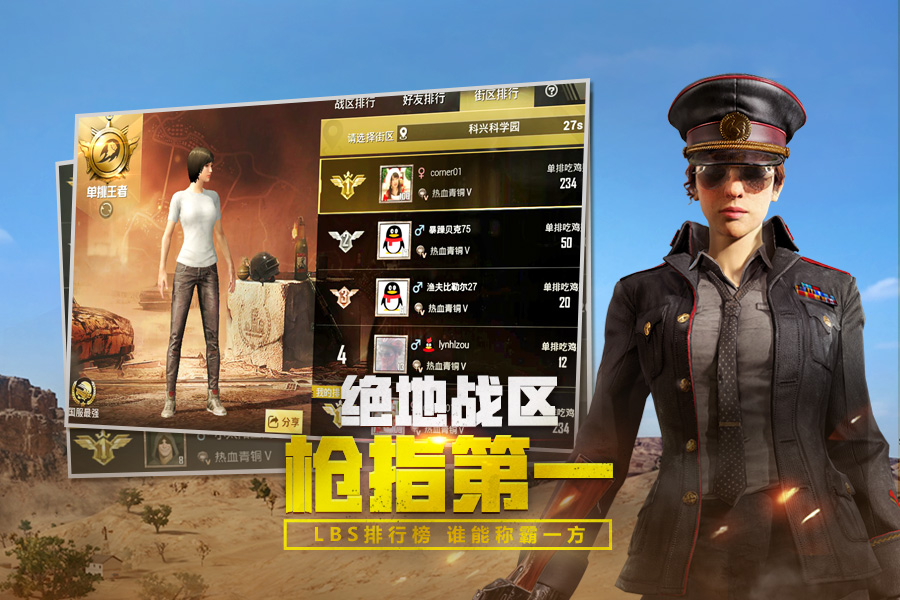 战区排行 好友排行 街区排行 ?
请选择街区 科兴科学园 27s
单排王者
1 corner01 单排吃鸡
热血青铜 V 234
2 暴躁贝克75 单排吃鸡
热血青铜 V 50
3 渔夫比勒尔27 单排吃鸡
热血青铜 V 20
4 lynhlzou 单排吃鸡
热血青铜 V 12
国服最强
分享
234
8 热血青铜 V
绝地战区
枪指第一
LBS排行榜 谁能称霸一方